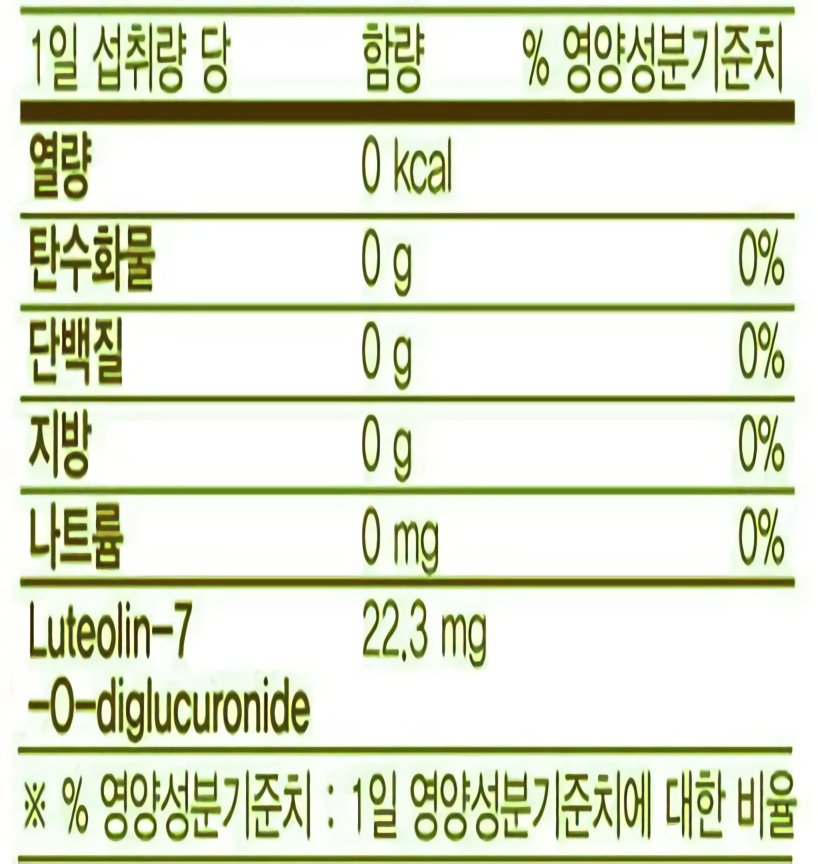 1일 섭취량 당 함량 % 영양성분기준치
열량 0 kcal
탄수화물 0 g 0%
단백질 0 g 0%
지방 0 g 0%
나트륨 0 mg 0%
Luteolin-7 22.3 mg
-O-diglucuronide
※ % 영양성분기준치 : 1일 영양성분기준치에 대한 비율